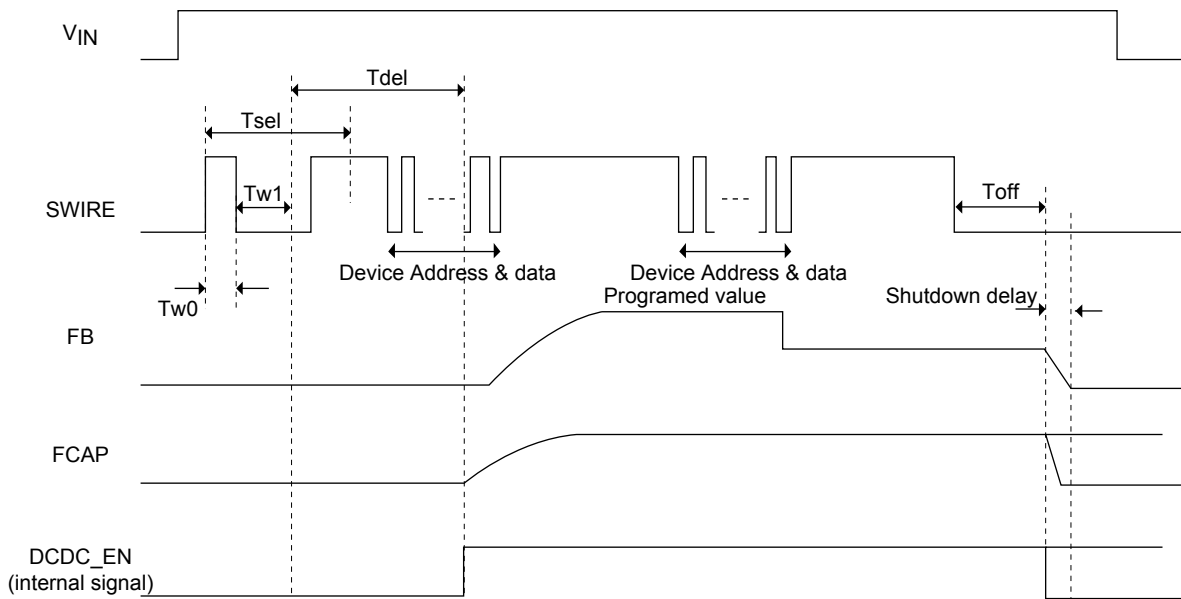 VIN
Tdel
Tsel
Tw1
Toff
SWIRE
Device Address & data
Device Address & data
Tw0
Programed value
Shutdown delay
FB
FCAP
DCDC_EN
(internal signal)